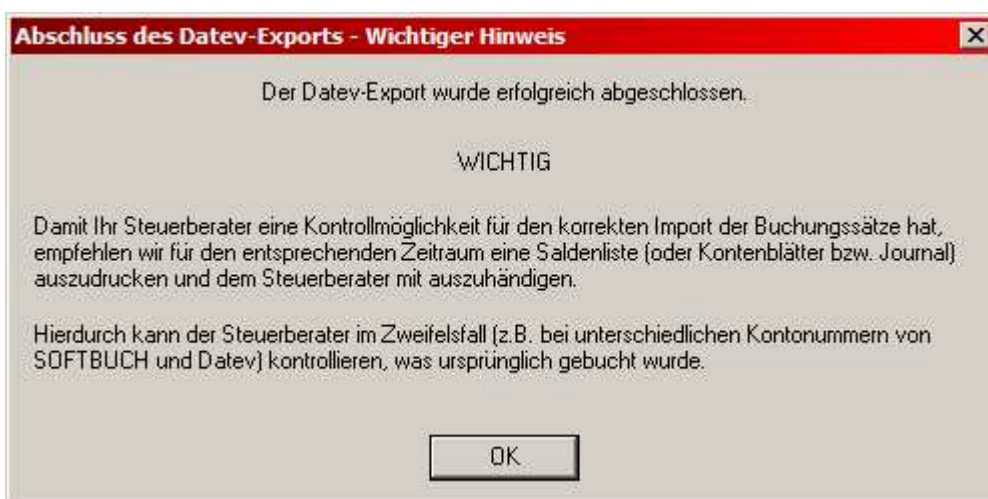 Abschluss des Datev-Exports - Wichtiger Hinweis
Der Datev-Export wurde erfolgreich abgeschlossen.
WICHTIG
Damit Ihr Steuerberater eine Kontrollmöglichkeit für den korrekten Import der Buchungssätze hat,
empfehlen wir für den entsprechenden Zeitraum eine Saldenliste (oder Kontenblätter bzw. Journal)
auszudrucken und dem Steuerberater mit auszuhändigen.
Hierdurch kann der Steuerberater im Zweifelsfall (z.B. bei unterschiedlichen Kontonummern von
SOFTBUCH und Datev) kontrollieren, was ursprünglich gebucht wurde.
OK